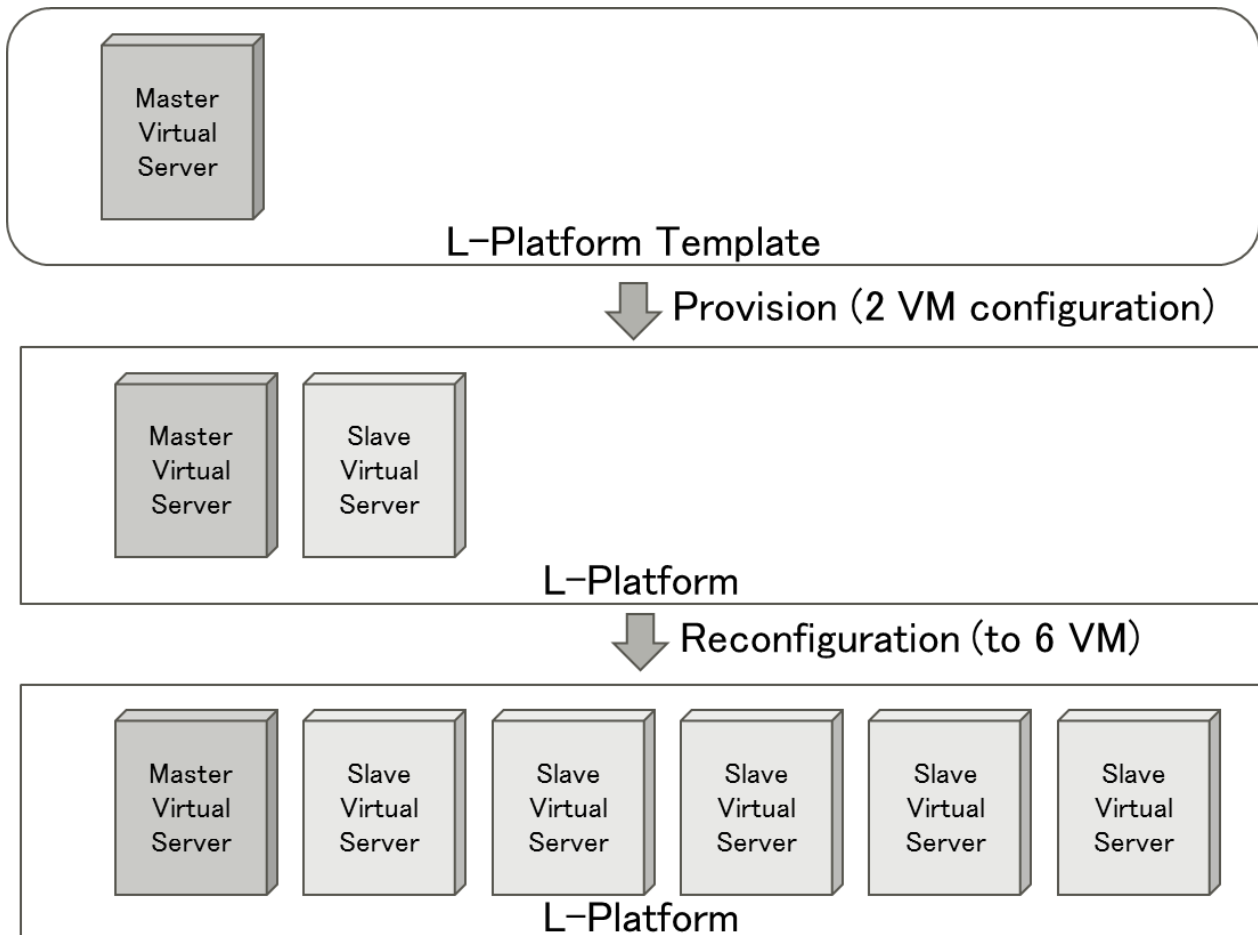 Master
Virtual
Server
L-Platform Template
Provision (2 VM configuration)
Master
Virtual
Server
Slave
Virtual
Server
L-Platform
Reconfiguration (to 6 VM)
Master
Virtual
Server
Slave
Virtual
Server
Slave
Virtual
Server
Slave
Virtual
Server
Slave
Virtual
Server
Slave
Virtual
Server
L-Platform